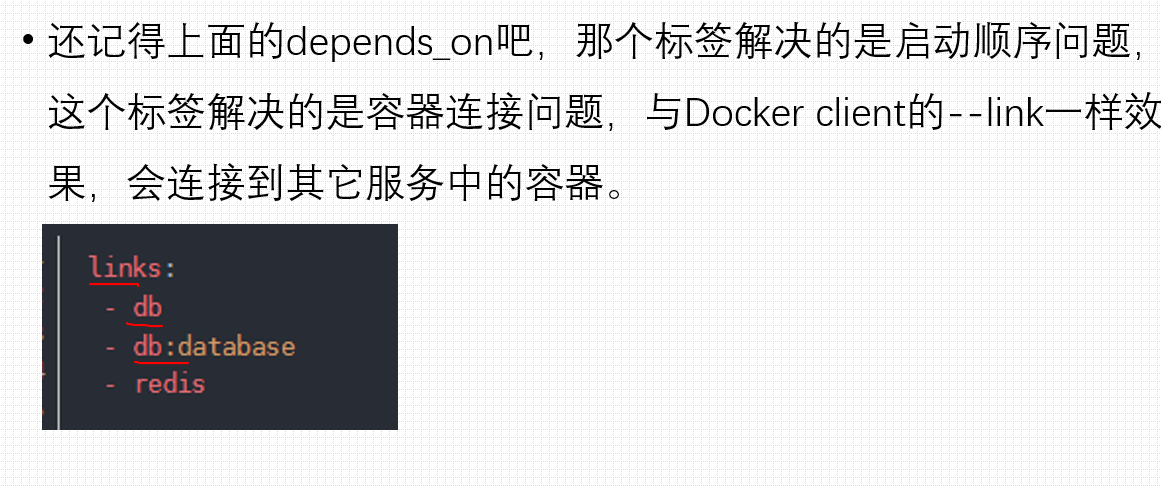 • 还记得上面的depends_on吧，那个标签解决的是启动顺序问题，
这个标签解决的是容器连接问题，与Docker client的--link一样效
果，会连接到其它服务中的容器。
links:
- db
- db:database
- redis